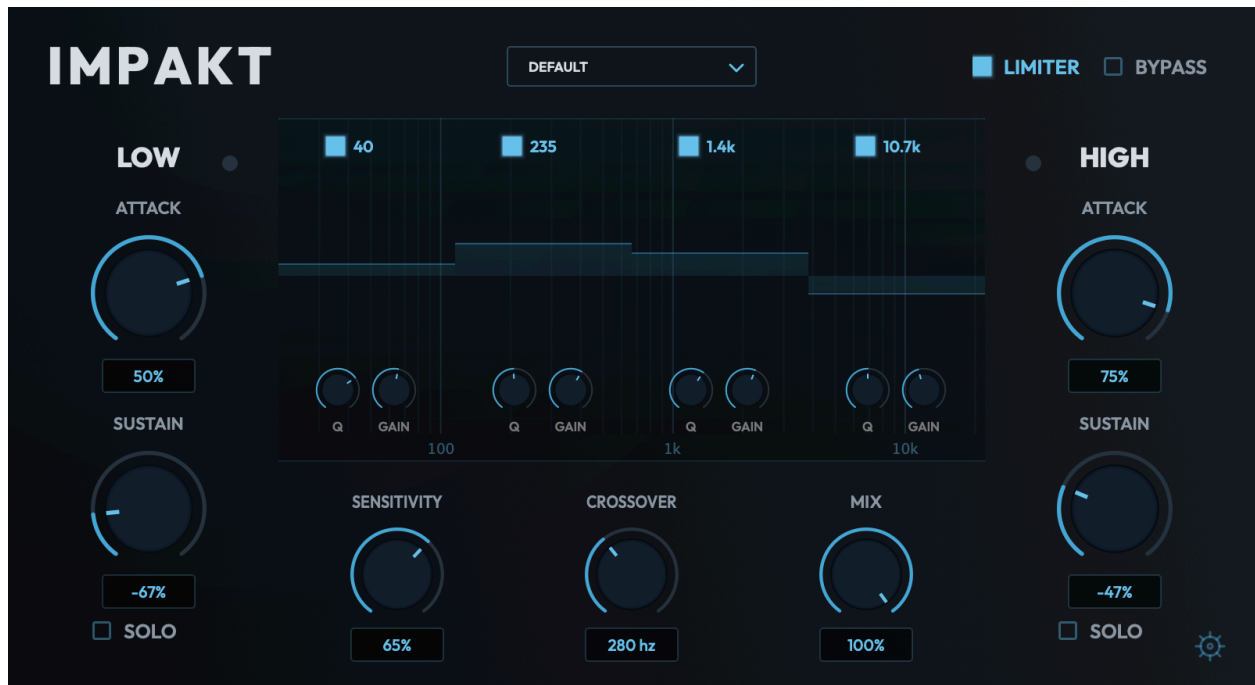 IMPAKT
DEFAULT
LIMITER
BYPASS
LOW
ATTACK
50%
SUSTAIN
-67%
SOLO
40
235
1.4k
10.7k
Q
GAIN
Q
GAIN
Q
GAIN
Q
GAIN
100
1k
10k
SENSITIVITY
65%
CROSSOVER
280 hz
MIX
100%
HIGH
ATTACK
75%
SUSTAIN
-47%
SOLO